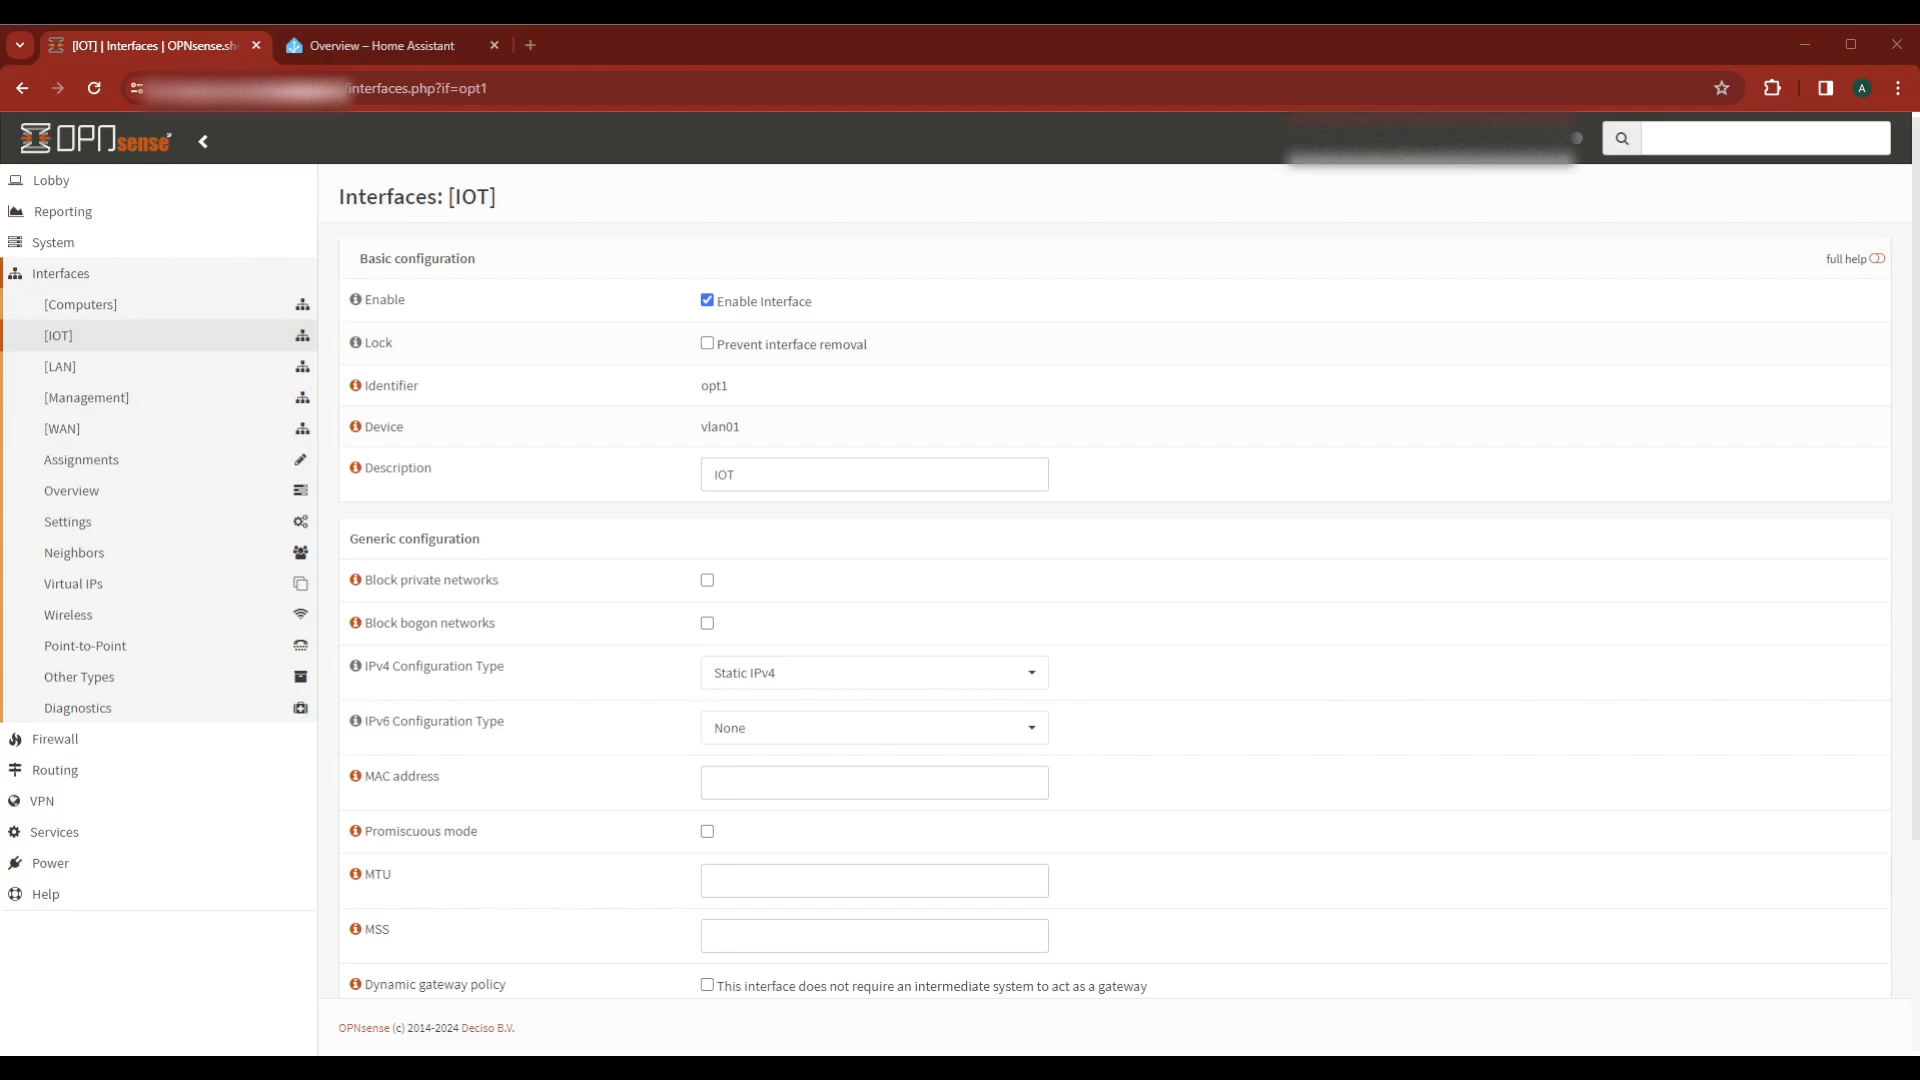 [IOT] | Interfaces | OPNsense.sh
Overview – Home Assistant
/interfaces.php?if=opt1
A
OPNsense
Lobby
Reporting
System
Interfaces
[Computers]
[IOT]
[LAN]
[Management]
[WAN]
Assignments
Overview
Settings
Neighbors
Virtual IPs
Wireless
Point-to-Point
Other Types
Diagnostics
Firewall
Routing
VPN
Services
Power
Help
Interfaces: [IOT]
Basic configuration
full help
Enable
Enable Interface
Lock
Prevent interface removal
Identifier
opt1
Device
vlan01
Description
IOT
Generic configuration
Block private networks
Block bogon networks
IPv4 Configuration Type
Static IPv4
IPv6 Configuration Type
None
MAC address
Promiscuous mode
MTU
MSS
Dynamic gateway policy
This interface does not require an intermediate system to act as a gateway
OPNsense (c) 2014-2024 Deciso B.V.